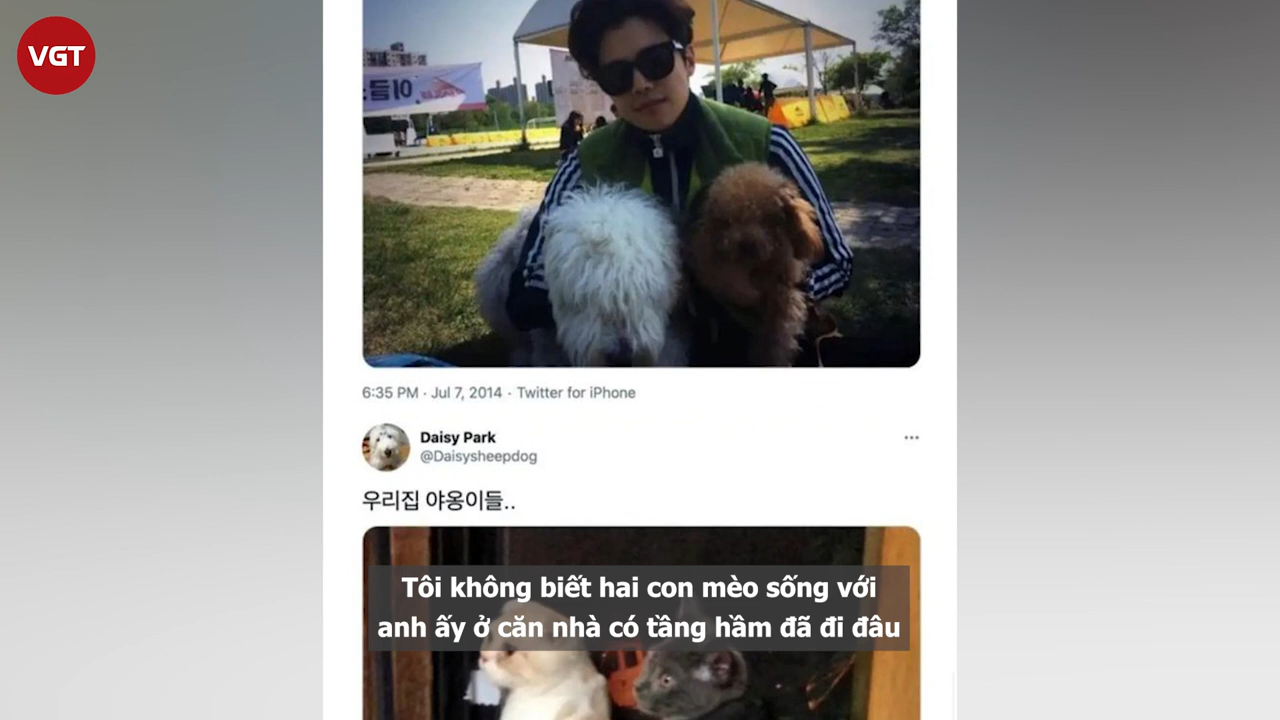 VGT
이들
6:35 PM · Jul 7, 2014 · Twitter for iPhone
Daisy Park
@Daisysheepdog
우리집 야옹이들..
Tôi không biết hai con mèo sống với
anh ấy ở căn nhà có tầng hầm đã đi đâu